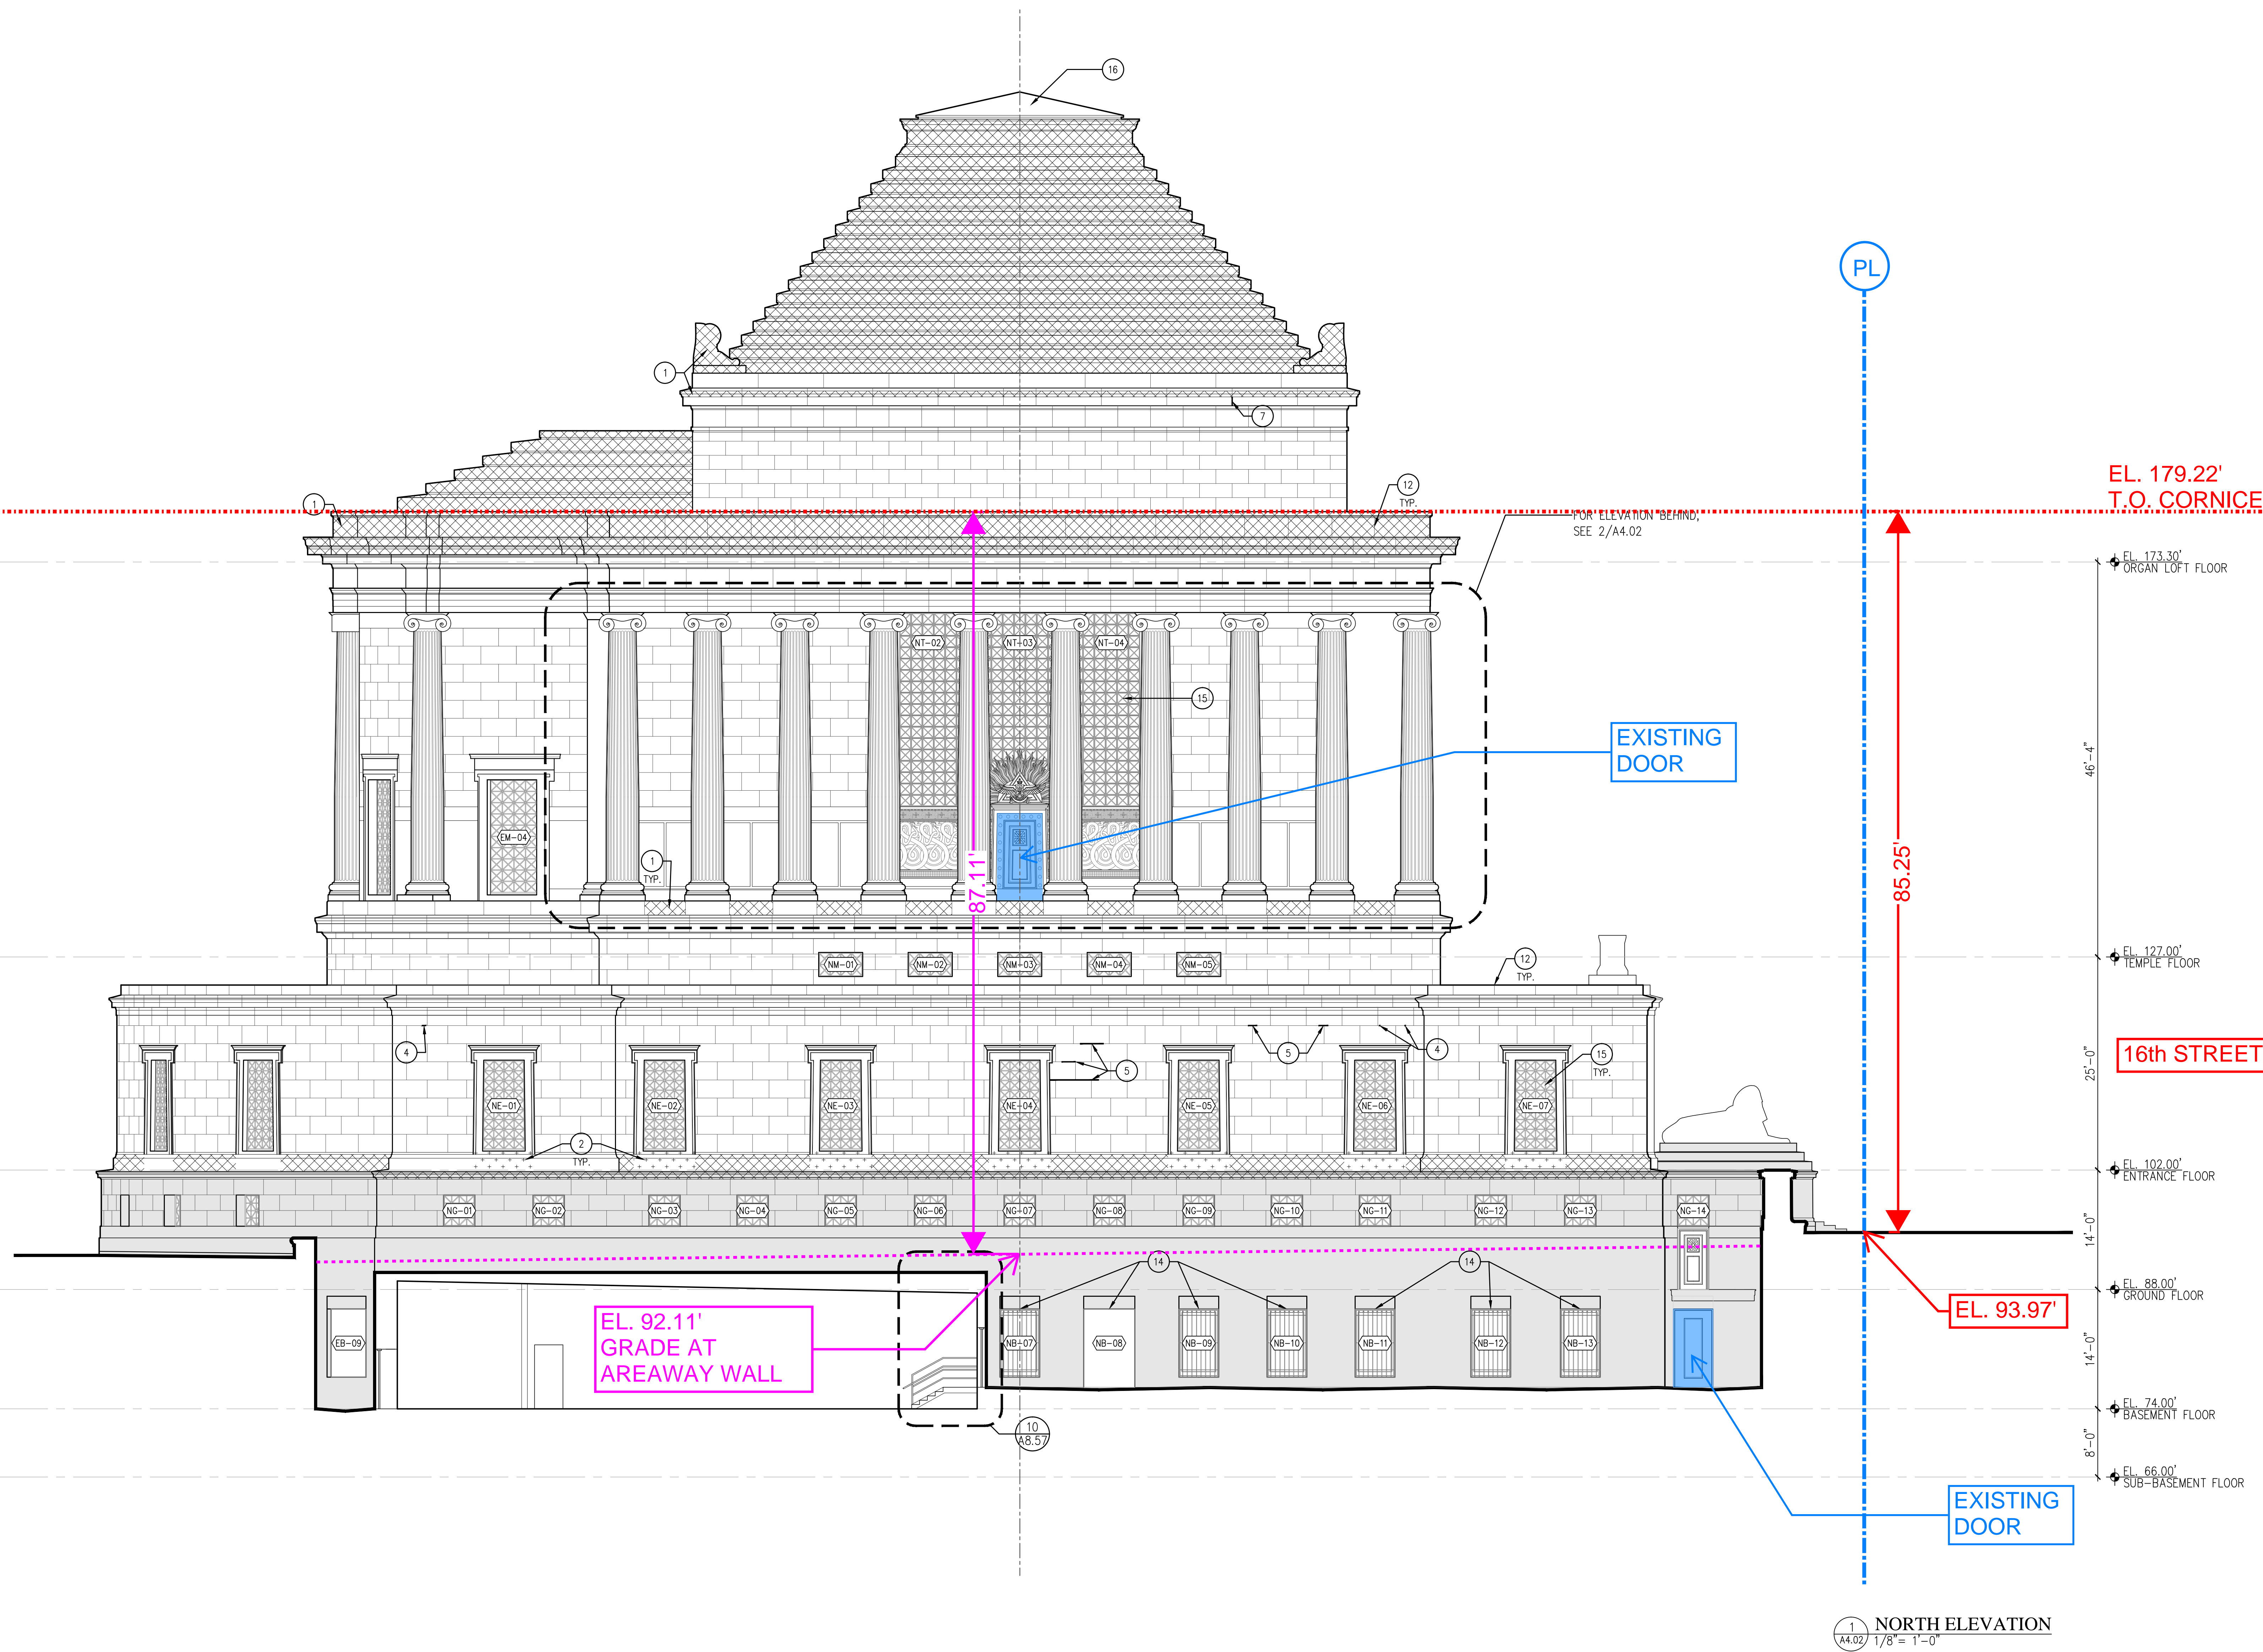 16
PL
1
7
EL. 179.22'
T.O. CORNICE
1
12
TYP.
FOR ELEVATION BEHIND,
SEE 2/A4.02
EL. 173.30'
ORGAN LOFT FLOOR
NT-02
NT-03
NT-04
15
EXISTING
DOOR
46'-4"
EM-04
1
TYP.
87.11'
85.25'
NM-01
NM-02
NM-03
NM-04
NM-05
12
TYP.
EL. 127.00'
TEMPLE FLOOR
4
5
5
4
15
TYP.
25'-0"
16th STREET
NE-01
NE-02
NE-03
NE-04
NE-05
NE-06
NE-07
2
TYP.
EL. 102.00'
ENTRANCE FLOOR
NG-01
NG-02
NG-03
NG-04
NG-05
NG-06
NG-07
NG-08
NG-09
NG-10
NG-11
NG-12
NG-13
NG-14
14'-0"
14
14
EL. 88.00'
GROUND FLOOR
EL. 92.11'
GRADE AT
AREAWAY WALL
EL. 93.97'
EB-09
NB-07
NB-08
NB-09
NB-10
NB-11
NB-12
NB-13
14'-0"
EL. 74.00'
BASEMENT FLOOR
10
A8.57
8'-0"
EL. 66.00'
SUB-BASEMENT FLOOR
EXISTING
DOOR
1
A4.02
NORTH ELEVATION
1/8"= 1'-0"